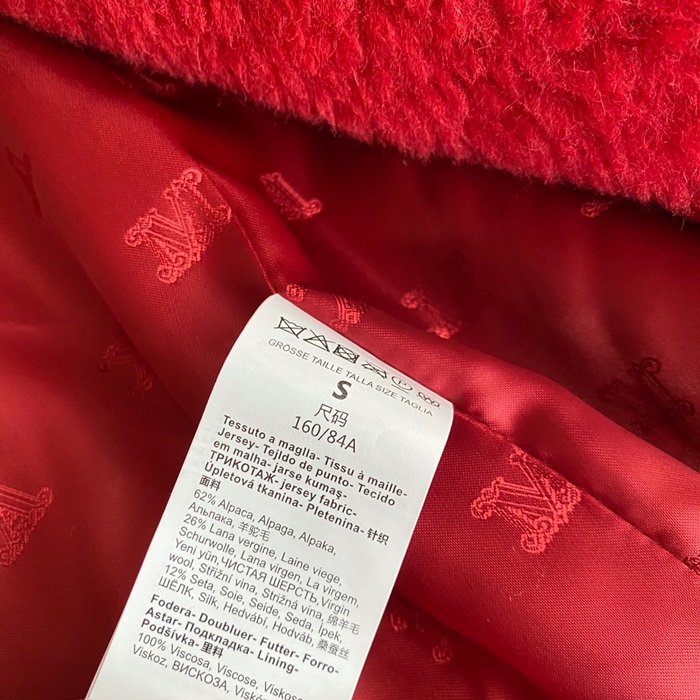 GRÖSSE TAILLE TALLA SIZE TAGLIA
S
尺码
160/84A
Tessuto a maglia- Tissu à maille-
Jersey- Tejldo de punto- Tecido
em malha- jarse kumaş-
ТРИКОТАЖ- jersey fabric-
Úpletová tkanina- Pletenina- 针织
面料
62% Alpaca, Alpaga, Alpaka,
Альпака, 羊驼毛
26% Lana vergine, Laine viege,
Schurwolle, Lana virgen, La virgem,
Yeni yün,ЧИСТАЯ ШЕРСТЬ,Virgin
wool, Střižní vina, Strižná vina, 绵羊毛
12% Seta, Soie, Seide, Seda, Ipek,
ШЁЛК, Silk, Hedvábí, Hodváb, 桑蚕丝
Fodera- Doubluer- Futter- Forro-
Astar- Подкладка- Lining-
Podšívka- 里料
100% Viscosa, Viscose, Viskose
Viskoz, ВИСКОЗА,